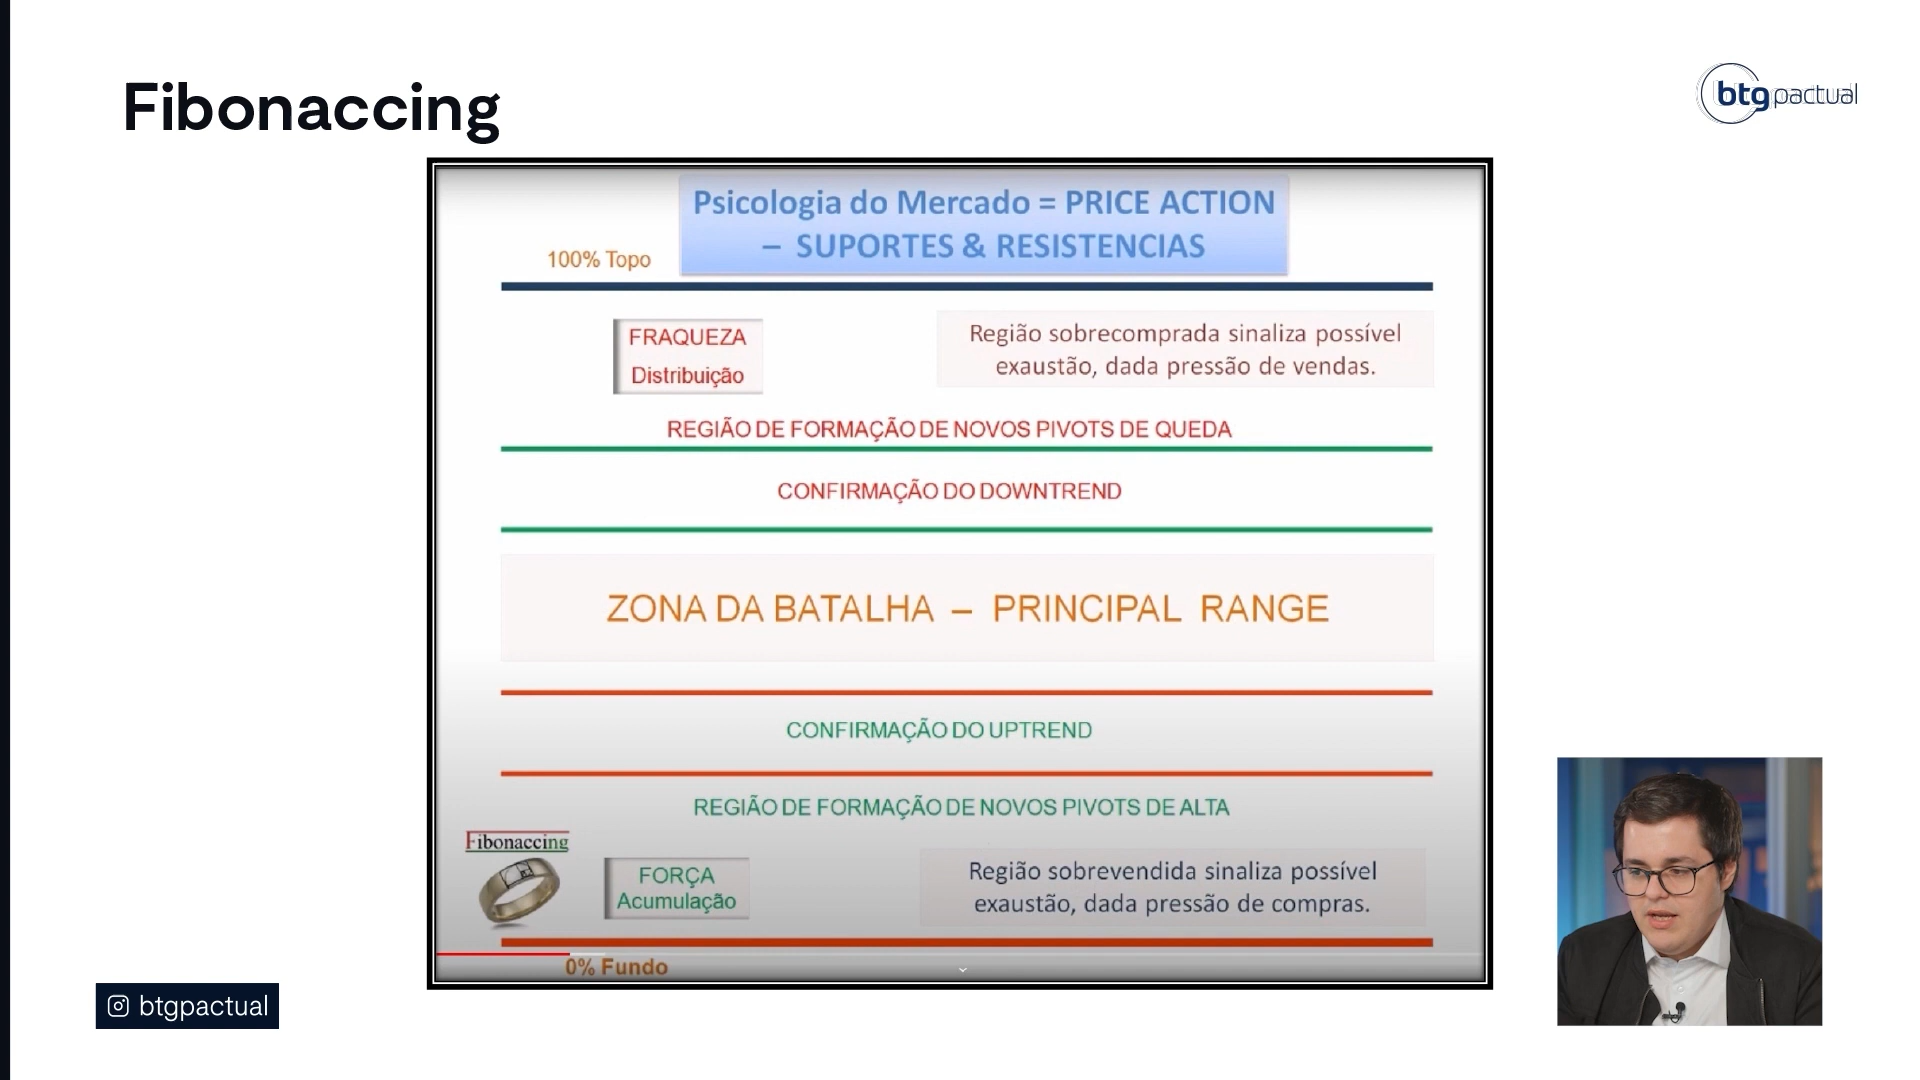 Fibonaccing
btgpactual
Psicologia do Mercado = PRICE ACTION
– SUPORTES & RESISTENCIAS
100% Topo
FRAQUEZA
Distribuição
Região sobrecomprada sinaliza possível
exaustão, dada pressão de vendas.
REGIÃO DE FORMAÇÃO DE NOVOS PIVOTS DE QUEDA
CONFIRMAÇÃO DO DOWNTREND
ZONA DA BATALHA – PRINCIPAL RANGE
CONFIRMAÇÃO DO UPTREND
REGIÃO DE FORMAÇÃO DE NOVOS PIVOTS DE ALTA
Fibonaccing
FORÇA
Acumulação
Região sobrevendida sinaliza possível
exaustão, dada pressão de compras.
0% Fundo
btgpactual